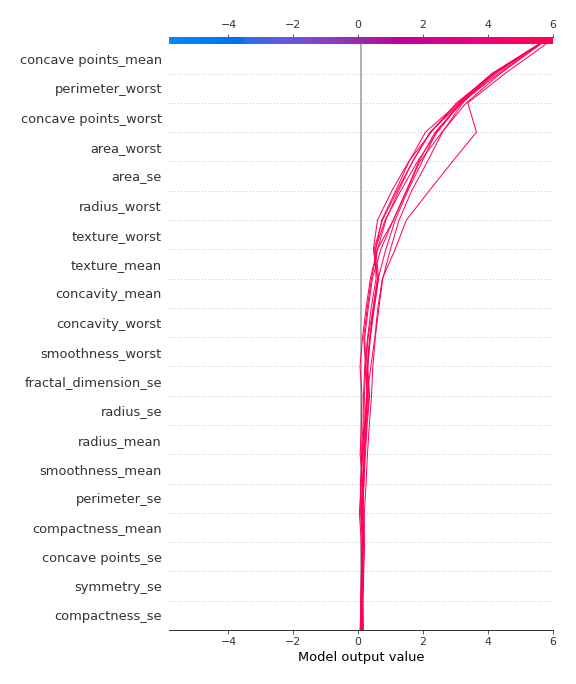 −4 −2 0 2 4 6
concave points_mean
perimeter_worst
concave points_worst
area_worst
area_se
radius_worst
texture_worst
texture_mean
concavity_mean
concavity_worst
smoothness_worst
fractal_dimension_se
radius_se
radius_mean
smoothness_mean
perimeter_se
compactness_mean
concave points_se
symmetry_se
compactness_se
−4 −2 0 2 4 6
Model output value